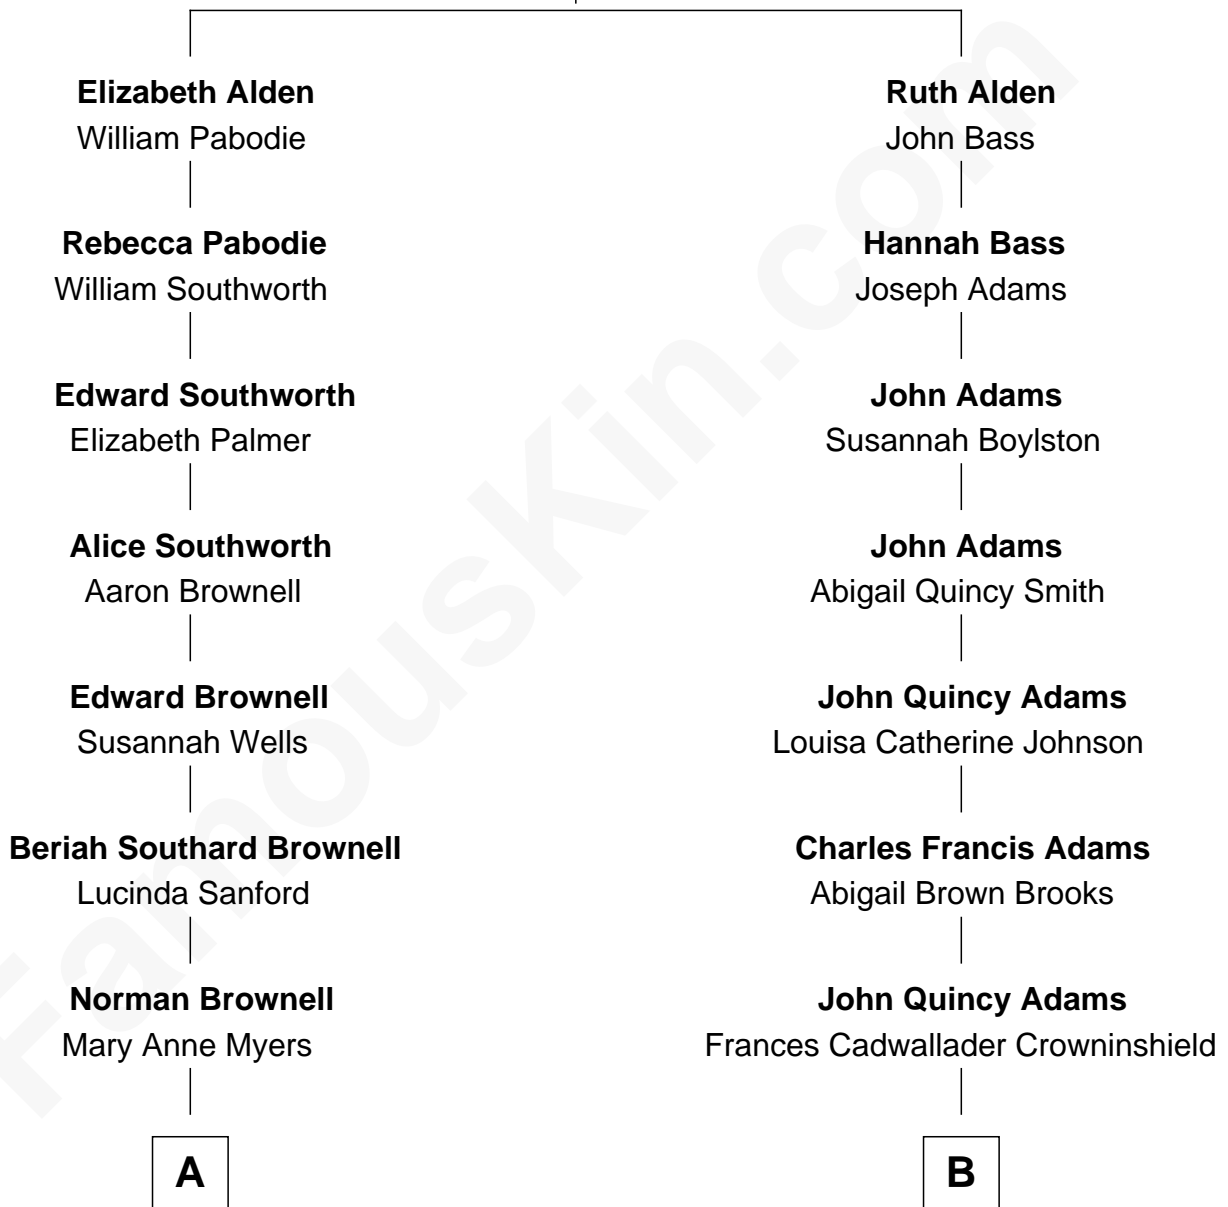 Elizabeth Alden
William Pabodie
Rebecca Pabodie
William Southworth
Edward Southworth
Elizabeth Palmer
Alice Southworth
Aaron Brownell
Edward Brownell
Susannah Wells
Beriah Southard Brownell
Lucinda Sanford
Norman Brownell
Mary Anne Myers
A
Ruth Alden
John Bass
Hannah Bass
Joseph Adams
John Adams
Susannah Boylston
John Adams
Abigail Quincy Smith
John Quincy Adams
Louisa Catherine Johnson
Charles Francis Adams
Abigail Brown Brooks
John Quincy Adams
Frances Cadwallader Crowninshield
B
FamousKin.com